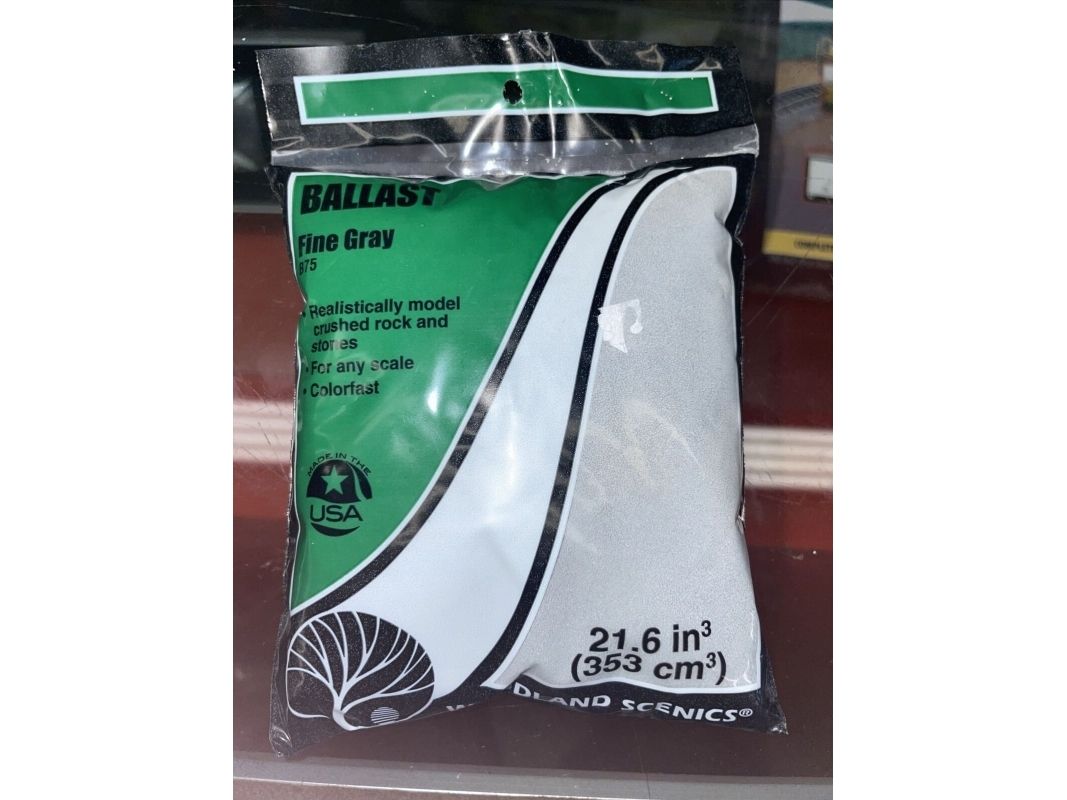 BALLAST
Fine Gray
B75
• Realistically model
crushed rock and
stones
• For any scale
• Colorfast
MADE IN THE
USA
21.6 in³
(353 cm³)
DLAND SCENICS®